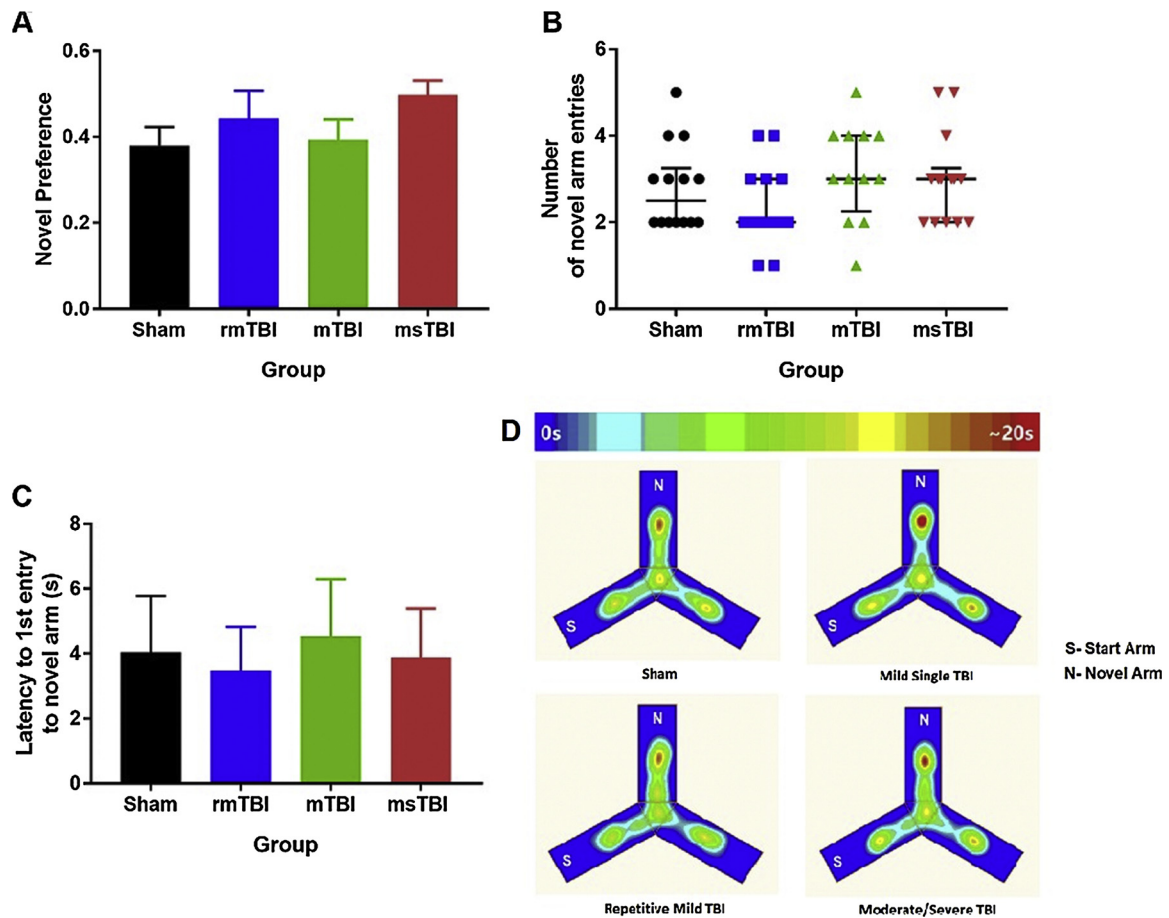 A
Novel Preference
0.6
0.4
0.2
0.0
Sham rmTBI mTBI msTBI
Group
B
Number
of novel arm entries
6
4
2
0
Sham rmTBI mTBI msTBI
Group
C
Latency to 1st entry
to novel arm (s)
8
6
4
2
0
Sham rmTBI mTBI msTBI
Group
D
0s ~20s
N
S
Sham
N
S
Mild Single TBI
S- Start Arm
N- Novel Arm
N
S
Repetitive Mild TBI
N
S
Moderate/Severe TBI